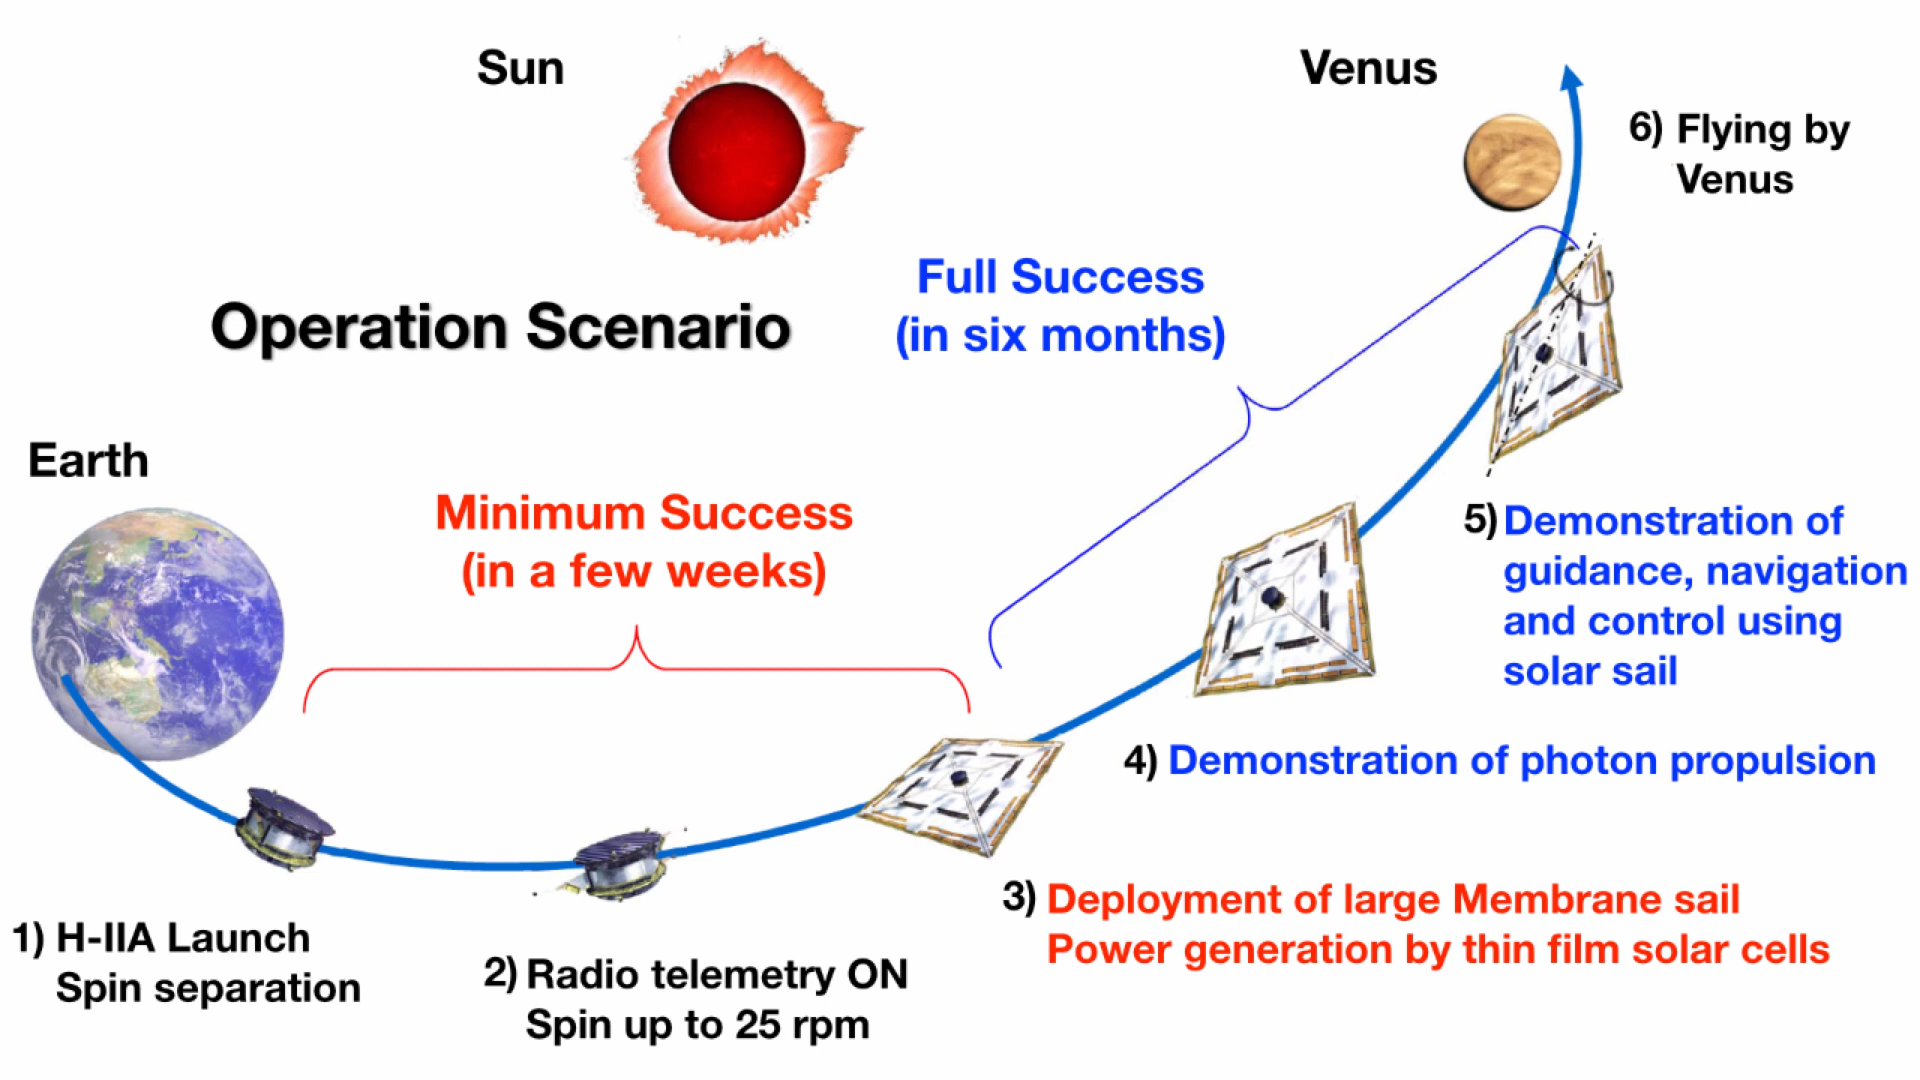 Sun
Venus
6) Flying by
Venus
Full Success
(in six months)
Operation Scenario
Earth
Minimum Success
(in a few weeks)
5) Demonstration of
guidance, navigation
and control using
solar sail
4) Demonstration of photon propulsion
3) Deployment of large Membrane sail
Power generation by thin film solar cells
1) H-IIA Launch
Spin separation
2) Radio telemetry ON
Spin up to 25 rpm